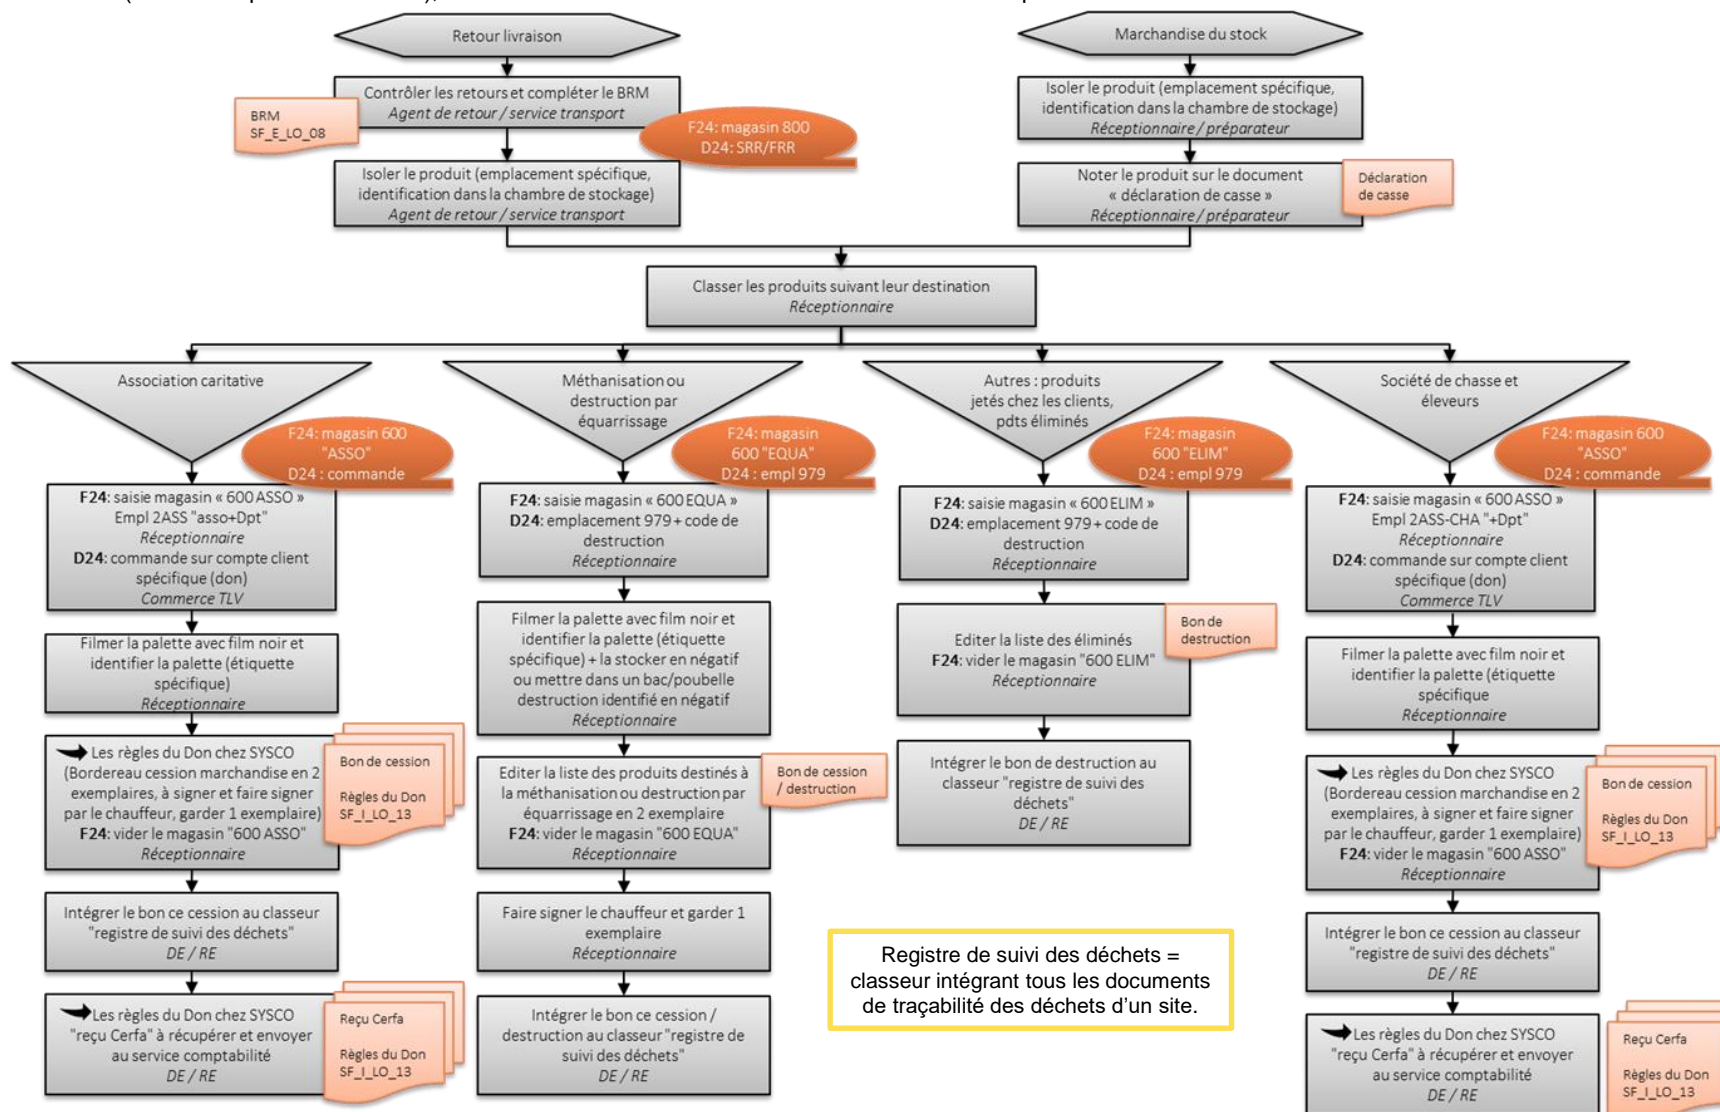 Retour livraison
Marchandise du stock
Contrôler les retours et compléter le BRM
Agent de retour / service transport
BRM
SF_E_LO_08
F24: magasin 800
D24: SRR/FRR
Isoler le produit (emplacement spécifique,
identification dans la chambre de stockage)
Réceptionnaire / préparateur
Isoler le produit (emplacement spécifique,
identification dans la chambre de stockage)
Agent de retour / service transport
Noter le produit sur le document
« déclaration de casse »
Réceptionnaire / préparateur
Déclaration
de casse
Classer les produits suivant leur destination
Réceptionnaire
Association caritative
F24: magasin 600
"ASSO"
D24 : commande
F24: saisie magasin « 600 ASSO »
Empl 2ASS "asso+Dpt"
Réceptionnaire
D24: commande sur compte client
spécifique (don)
Commerce TLV
Filmer la palette avec film noir et
identifier la palette (étiquette
spécifique)
Réceptionnaire
Les règles du Don chez SYSCO
(Bordereau cession marchandise en 2
exemplaires, à signer et faire signer
par le chauffeur, garder 1 exemplaire)
F24: vider le magasin "600 ASSO"
Réceptionnaire
Bon de cession
Règles du Don
SF_I_LO_13
Intégrer le bon ce cession au classeur
"registre de suivi des déchets"
DE / RE
Les règles du Don chez SYSCO
"reçu Cerfa" à récupérer et envoyer
au service comptabilité
DE / RE
Reçu Cerfa
Règles du Don
SF_I_LO_13
Méthanisation ou
destruction par
équarrissage
F24: magasin
600 "EQUA"
D24 : empl 979
F24: saisie magasin « 600 EQUA »
D24: emplacement 979 + code de
destruction
Réceptionnaire
Filmer la palette avec film noir et
identifier la palette (étiquette
spécifique) + la stocker en négatif
ou mettre dans un bac/poubelle
destruction identifié en négatif
Réceptionnaire
Editer la liste des produits destinés à
la méthanisation ou destruction par
équarrissage en 2 exemplaire
F24: vider le magasin "600 EQUA"
Réceptionnaire
Bon de cession
/ destruction
Faire signer le chauffeur et garder 1
exemplaire
Réceptionnaire
Intégrer le bon ce cession /
destruction au classeur "registre de
suivi des déchets"
DE / RE
Autres : produits
jetés chez les clients,
pdts éliminés
F24: magasin
600 "ELIM"
D24 : empl 979
F24: saisie magasin « 600 ELIM »
D24: emplacement 979 + code de
destruction
Réceptionnaire
Editer la liste des éliminés
F24: vider le magasin "600 ELIM"
Réceptionnaire
Bon de
destruction
Intégrer le bon de destruction au
classeur "registre de suivi des
déchets"
DE / RE
Société de chasse et
éleveurs
F24: magasin 600
"ASSO"
D24 : commande
F24: saisie magasin « 600 ASSO »
Empl 2ASS-CHA "+Dpt"
Réceptionnaire
D24: commande sur compte client
spécifique (don)
Commerce TLV
Filmer la palette avec film noir et
identifier la palette (étiquette
spécifique
Réceptionnaire
Les règles du Don chez SYSCO
(Bordereau cession marchandise en 2
exemplaires, à signer et faire signer
par le chauffeur, garder 1 exemplaire)
F24: vider le magasin "600 ASSO"
Réceptionnaire
Bon de cession
Règles du Don
SF_I_LO_13
Intégrer le bon ce cession au classeur
"registre de suivi des déchets"
DE / RE
Les règles du Don chez SYSCO
"reçu Cerfa" à récupérer et envoyer
au service comptabilité
DE / RE
Reçu Cerfa
Règles du Don
SF_I_LO_13
Registre de suivi des déchets =
classeur intégrant tous les documents
de traçabilité des déchets d'un site.